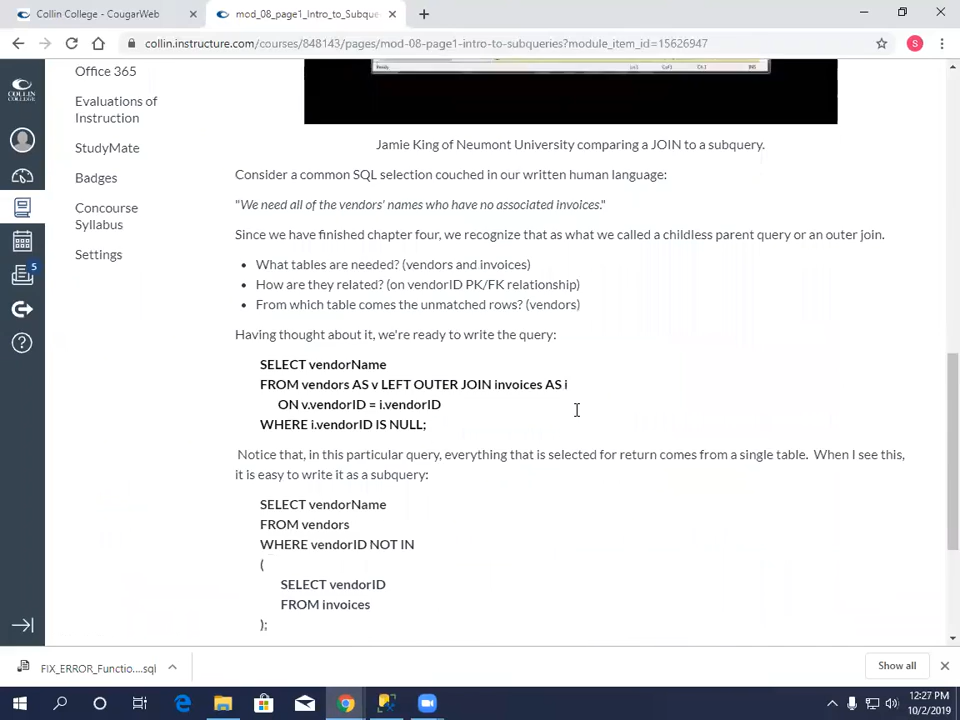 Collin College - CougarWeb
mod_08_page1_Intro_to_Subque
collin.instructure.com/courses/848143/pages/mod-08-page1-intro-to-subqueries?module_item_id=15626947
S
COLLIN COLLEGE
Office 365
Evaluations of
Instruction
StudyMate
Badges
Concourse
Syllabus
Settings
5
Jamie King of Neumont University comparing a JOIN to a subquery.
Consider a common SQL selection couched in our written human language:
"We need all of the vendors' names who have no associated invoices."
Since we have finished chapter four, we recognize that as what we called a childless parent query or an outer join.
• What tables are needed? (vendors and invoices)
• How are they related? (on vendorID PK/FK relationship)
• From which table comes the unmatched rows? (vendors)
Having thought about it, we're ready to write the query:
SELECT vendorName
FROM vendors AS v LEFT OUTER JOIN invoices AS i
ON v.vendorID = i.vendorID
WHERE i.vendorID IS NULL;
Notice that, in this particular query, everything that is selected for return comes from a single table. When I see this,
it is easy to write it as a subquery:
SELECT vendorName
FROM vendors
WHERE vendorID NOT IN
(
SELECT vendorID
FROM invoices
);
FIX_ERROR_Functio....sql
Show all
12:27 PM
10/2/2019